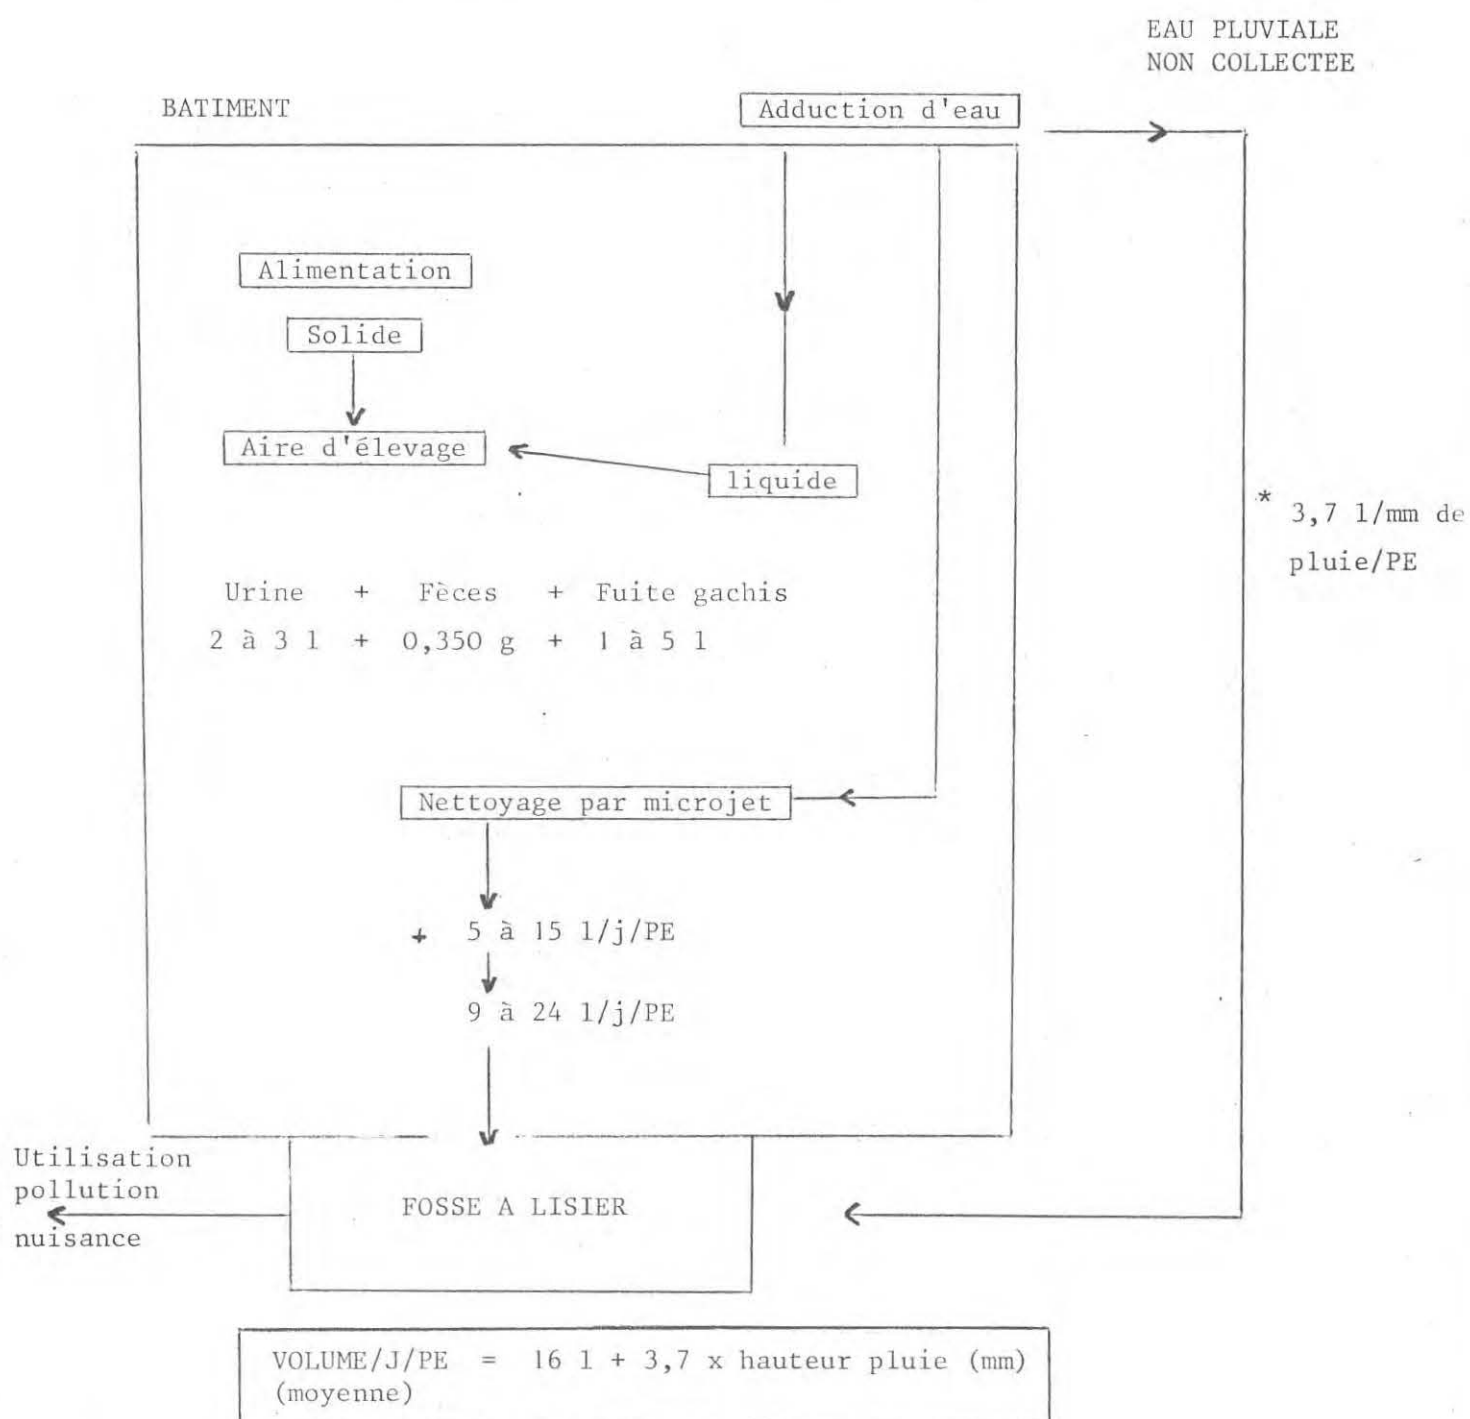 EAU PLUVIALE
NON COLLECTEE
BATIMENT
Adduction d'eau
Alimentation
Solide
Aire d'élevage
liquide
* 3,7 l/mm de
pluie/PE
Urine + Fèces + Fuite gachis
2 à 3 l + 0,350 g + 1 à 5 l
Nettoyage par microjet
+ 5 à 15 l/j/PE
9 à 24 l/j/PE
Utilisation
pollution
nuisance
FOSSE A LISIER
VOLUME/J/PE = 16 l + 3,7 x hauteur pluie (mm)
(moyenne)